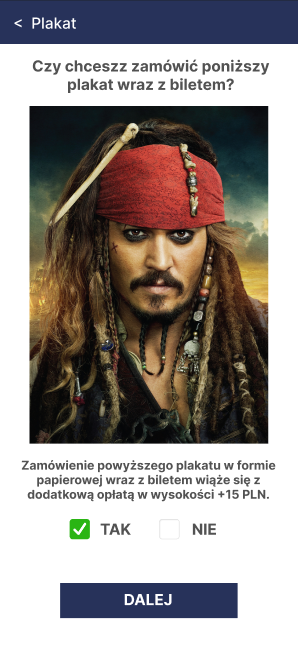 < Plakat
Czy chceszz zamówić poniższy
plakat wraz z biletem?
Zamówienie powyższego plakatu w formie
papierowej wraz z biletem wiąże się z
dodatkową opłatą w wysokości +15 PLN.
TAK NIE
DALEJ